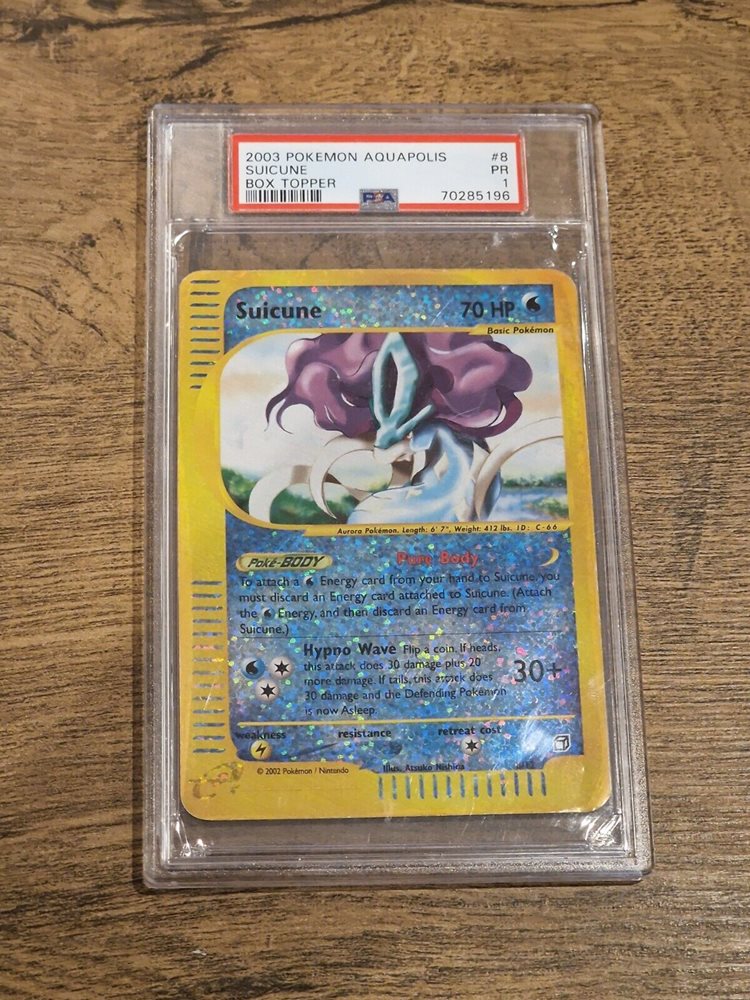 2003 POKEMON AQUAPOLIS #8
SUICUNE PR
BOX TOPPER 1
PSA 70285196
Suicune 70 HP
Basic Pokémon
Aurora Pokémon. Length: 6' 7", Weight: 412 lbs. ID: C-66
Poké-BODY Pure Body
To attach a Energy card from your hand to Suicune, you
must discard an Energy card attached to Suicune. (Attach
the Energy, and then discard an Energy card from
Suicune.)
Hypno Wave Flip a coin. If heads,
this attack does 30 damage plus 20
more damage. If tails, this attack does
30 damage and the Defending Pokémon
is now Asleep.
30+
weakness resistance retreat cost
Illus. Atsuko Nishida
© 2002 Pokémon / Nintendo